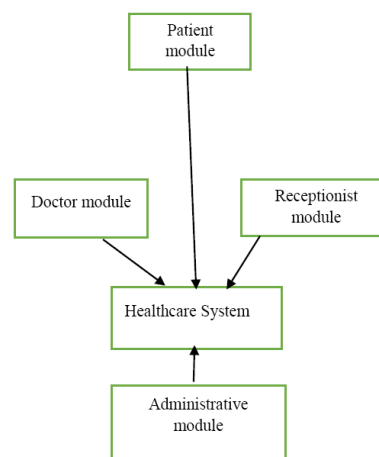 Patient
module
Doctor module
Receptionist
module
Healthcare System
Administrative
module